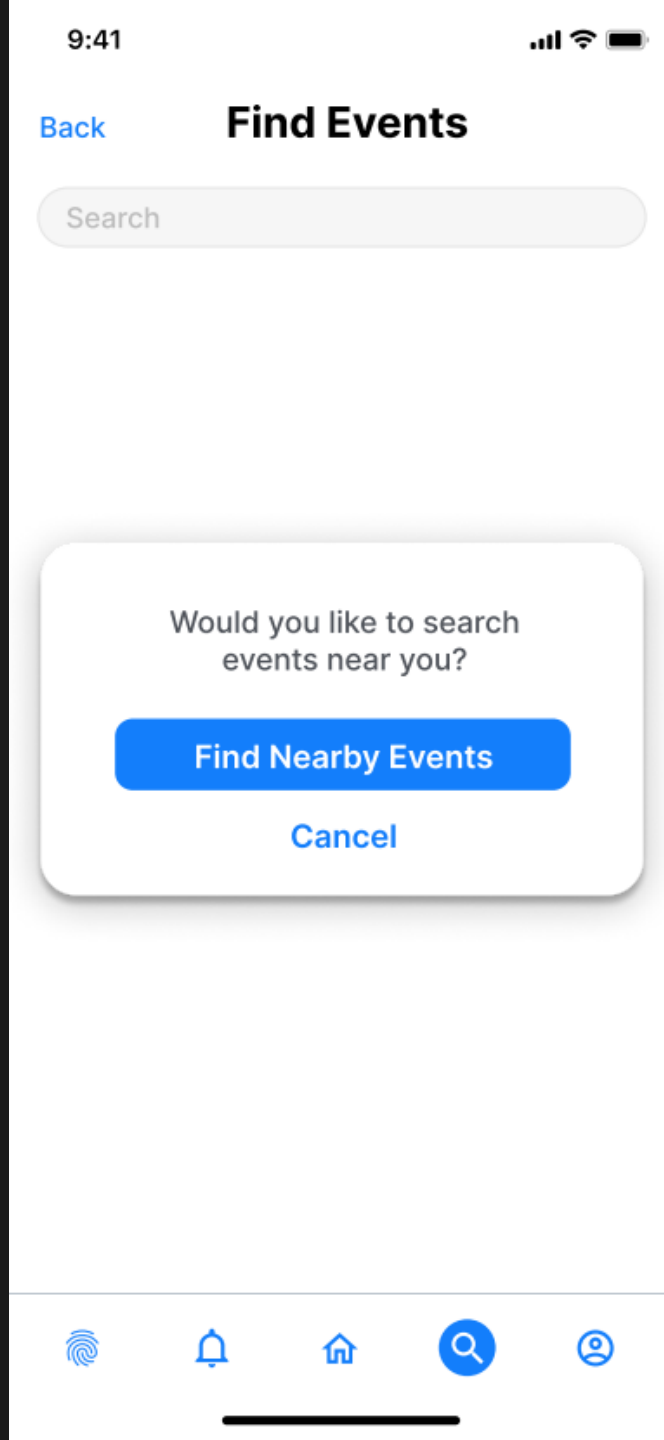 9:41
Back
Find Events
Search
Would you like to search
events near you?
Find Nearby Events
Cancel